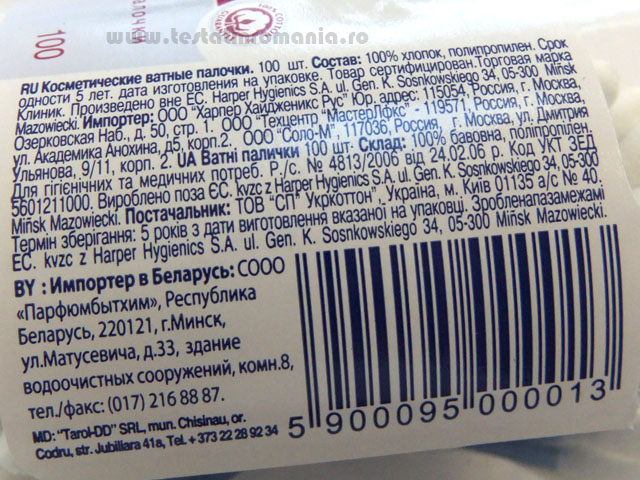 www.testaminromania.ro
100
RU Косметические ватные палочки. 100 шт. Состав: 100% хлопок, полипропилен. Срок
одности 5 лет. дата изготовления на упаковке. Товар сертифицирован.Торговая марка
Клиник. Произведено вне ЕС. Harper Hygienics S.A. ul. Gen. K. Sosnkowskiego 34, 05-300 Mińsk
Mazowiecki. Импортер: ООО "Харпер Хайдженикс Рус" Юр. адрес: 115054, Россия, г. Москва,
Озерковская Наб., д. 50, стр. 1. ООО "Техцентр "МастерЛфкс" - 119571, Россия, г. Москва,
ул. Академика Анохина, д5, корп.2. ООО "Соло-М", 117036, Россия, г. Москва, ул. Дмитрия
Ульянова, 9/11, корп. 2. UA Ватні палички 100 шт. Склад: 100% бавовна, поліпропілен.
Для гігієнічних та медичних потреб. Р./с. № 4813/2006 від 24.02.06 р. Код УКТ ЗЕД
5601211000. Вироблено поза ЄС. kvzc z Harper Hygienics S.A. ul. Gen. K. Sosnkowskiego 34, 05-300
Mińsk Mazowiecki. Постачальник: ТОВ "СП" Укркоттон", Україна, м. Київ 01135 а/с № 40.
Термін зберігання: 5 років з дати виготовлення вказаної на упаковці. Зробленапазамежамі
ЕС. kvzc z Harper Hygienics S.A. ul. Gen. K. Sosnkowskiego 34, 05-300 Mińsk Mazowiecki.
BY : Импортер в Беларусь: СООО
«Парфюмбытхим», Республика
Беларусь, 220121, г.Минск,
ул.Матусевича, д.33, здание
водоочистных сооружений, комн.8,
тел./факс: (017) 216 88 87.
MD: "Tarol-DD" SRL, mun. Chisinau, or.
Codru, str. Jubiliara 41a, Tel. + 373 22 28 92 34
5 900095 000013